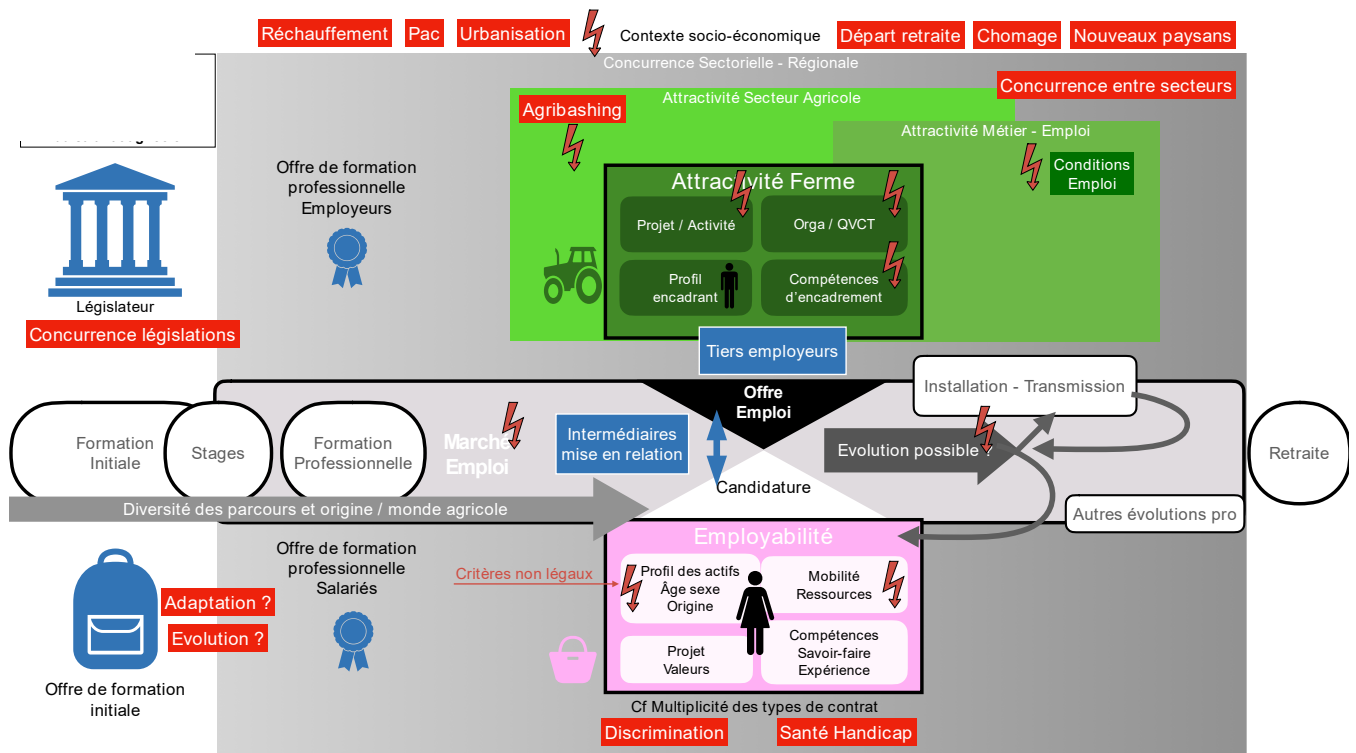 Réchauffement
Pac
Urbanisation
Contexte socio-économique
Départ retraite
Chomage
Nouveaux paysans
Concurrence Sectorielle - Régionale
Concurrence entre secteurs
Attractivité Secteur Agricole
Agribashing
Attractivité Métier - Emploi
Conditions
Emploi
Offre de formation
professionnelle
Employeurs
Attractivité Ferme
Projet / Activité
Orga / QVCT
Profil
encadrant
Compétences
d'encadrement
Législateur
Concurrence législations
Tiers employeurs
Offre
Emploi
Installation - Transmission
Formation
Initiale
Stages
Formation
Professionnelle
Marché
Emploi
Intermédiaires
mise en relation
Evolution possible ?
Retraite
Candidature
Diversité des parcours et origine / monde agricole
Autres évolutions pro
Employabilité
Offre de formation
professionnelle
Salariés
Critères non légaux
Profil des actifs
Âge sexe
Origine
Mobilité
Ressources
Adaptation ?
Evolution ?
Projet
Valeurs
Compétences
Savoir-faire
Expérience
Offre de formation
initiale
Cf Multiplicité des types de contrat
Discrimination
Santé Handicap